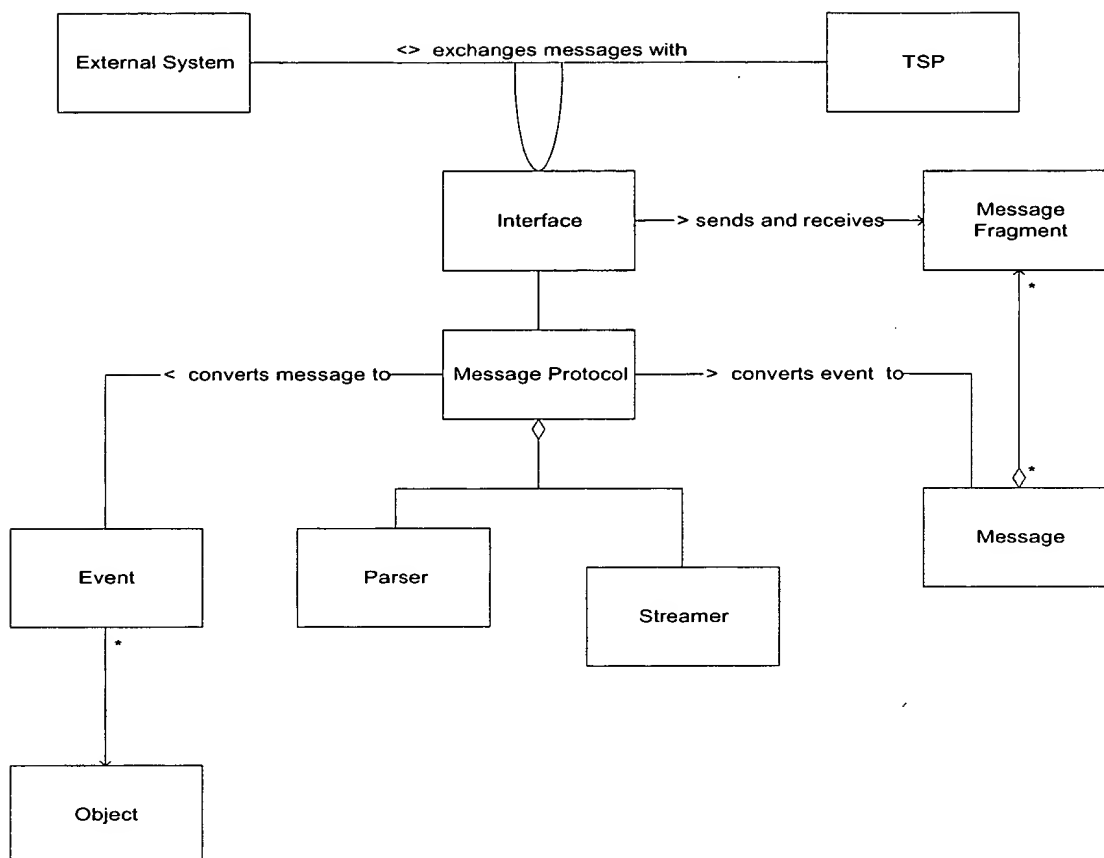 External System
<> exchanges messages with
TSP
Interface
> sends and receives
Message
Fragment
*
< converts message to
Message Protocol
> converts event to
*
Event
Parser
Streamer
Message
*
Object